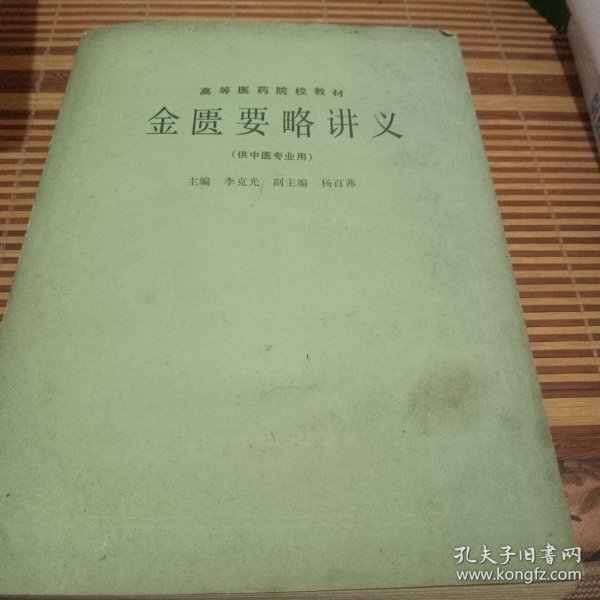 高等医药院校教材
金匮要略讲义
(供中医专业用)
主编 李克光 副主编 杨百茀
孔夫子旧书网
www.kongfz.com